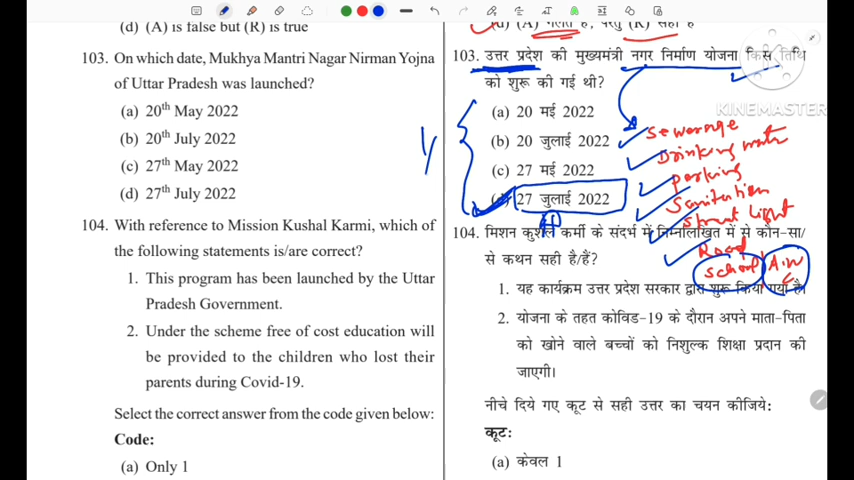 (d) (A) is false but (R) is true
103. On which date, Mukhya Mantri Nagar Nirman Yojna
of Uttar Pradesh was launched?
(a) 20th May 2022
(b) 20th July 2022
(c) 27th May 2022
(d) 27th July 2022
104. With reference to Mission Kushal Karmi, which of
the following statements is/are correct?
1. This program has been launched by the Uttar
Pradesh Government.
2. Under the scheme free of cost education will
be provided to the children who lost their
parents during Covid-19.
Select the correct answer from the code given below:
Code:
(a) Only 1
(d) (A) गलत है, परंतु (R) सही है
103. उत्तर प्रदेश की मुख्यमंत्री नगर निर्माण योजना किस तिथि
को शुरू की गई थी?
(a) 20 मई 2022
(b) 20 जुलाई 2022
(c) 27 मई 2022
27 जुलाई 2022
104. मिशन कुशल कर्मी के संदर्भ में निम्नलिखित में से कौन-सा/
से कथन सही है/हैं?
1. यह कार्यक्रम उत्तर प्रदेश सरकार द्वारा शुरू किया गया है।
2. योजना के तहत कोविड-19 के दौरान अपने माता-पिता
को खोने वाले बच्चों को निशुल्क शिक्षा प्रदान की
जाएगी।
नीचे दिये गए कूट से सही उत्तर का चयन कीजिये:
कूट:
(a) केवल 1
Sewerage
Drinking water
parking
Sanitation
Street light
Road
School
A.W
C
KINEMASTER